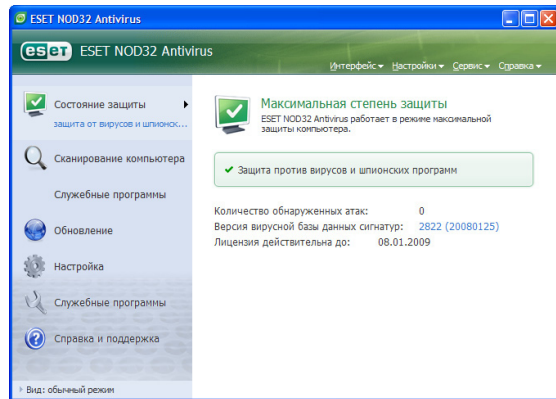 ESET NOD32 Antivirus
eset ESET NOD32 Antivirus
Интерфейс Настройки Сервис Справка
Состояние защиты
защита от вирусов и шпионск...
Сканирование компьютера
Служебные программы
Обновление
Настройка
Служебные программы
Справка и поддержка
Вид: обычный режим
Максимальная степень защиты
ESET NOD32 Antivirus работает в режиме максимальной
защиты компьютера.
Защита против вирусов и шпионских программ
Количество обнаруженных атак: 0
Версия вирусной базы данных сигнатур: 2822 (20080125)
Лицензия действительна до: 08.01.2009